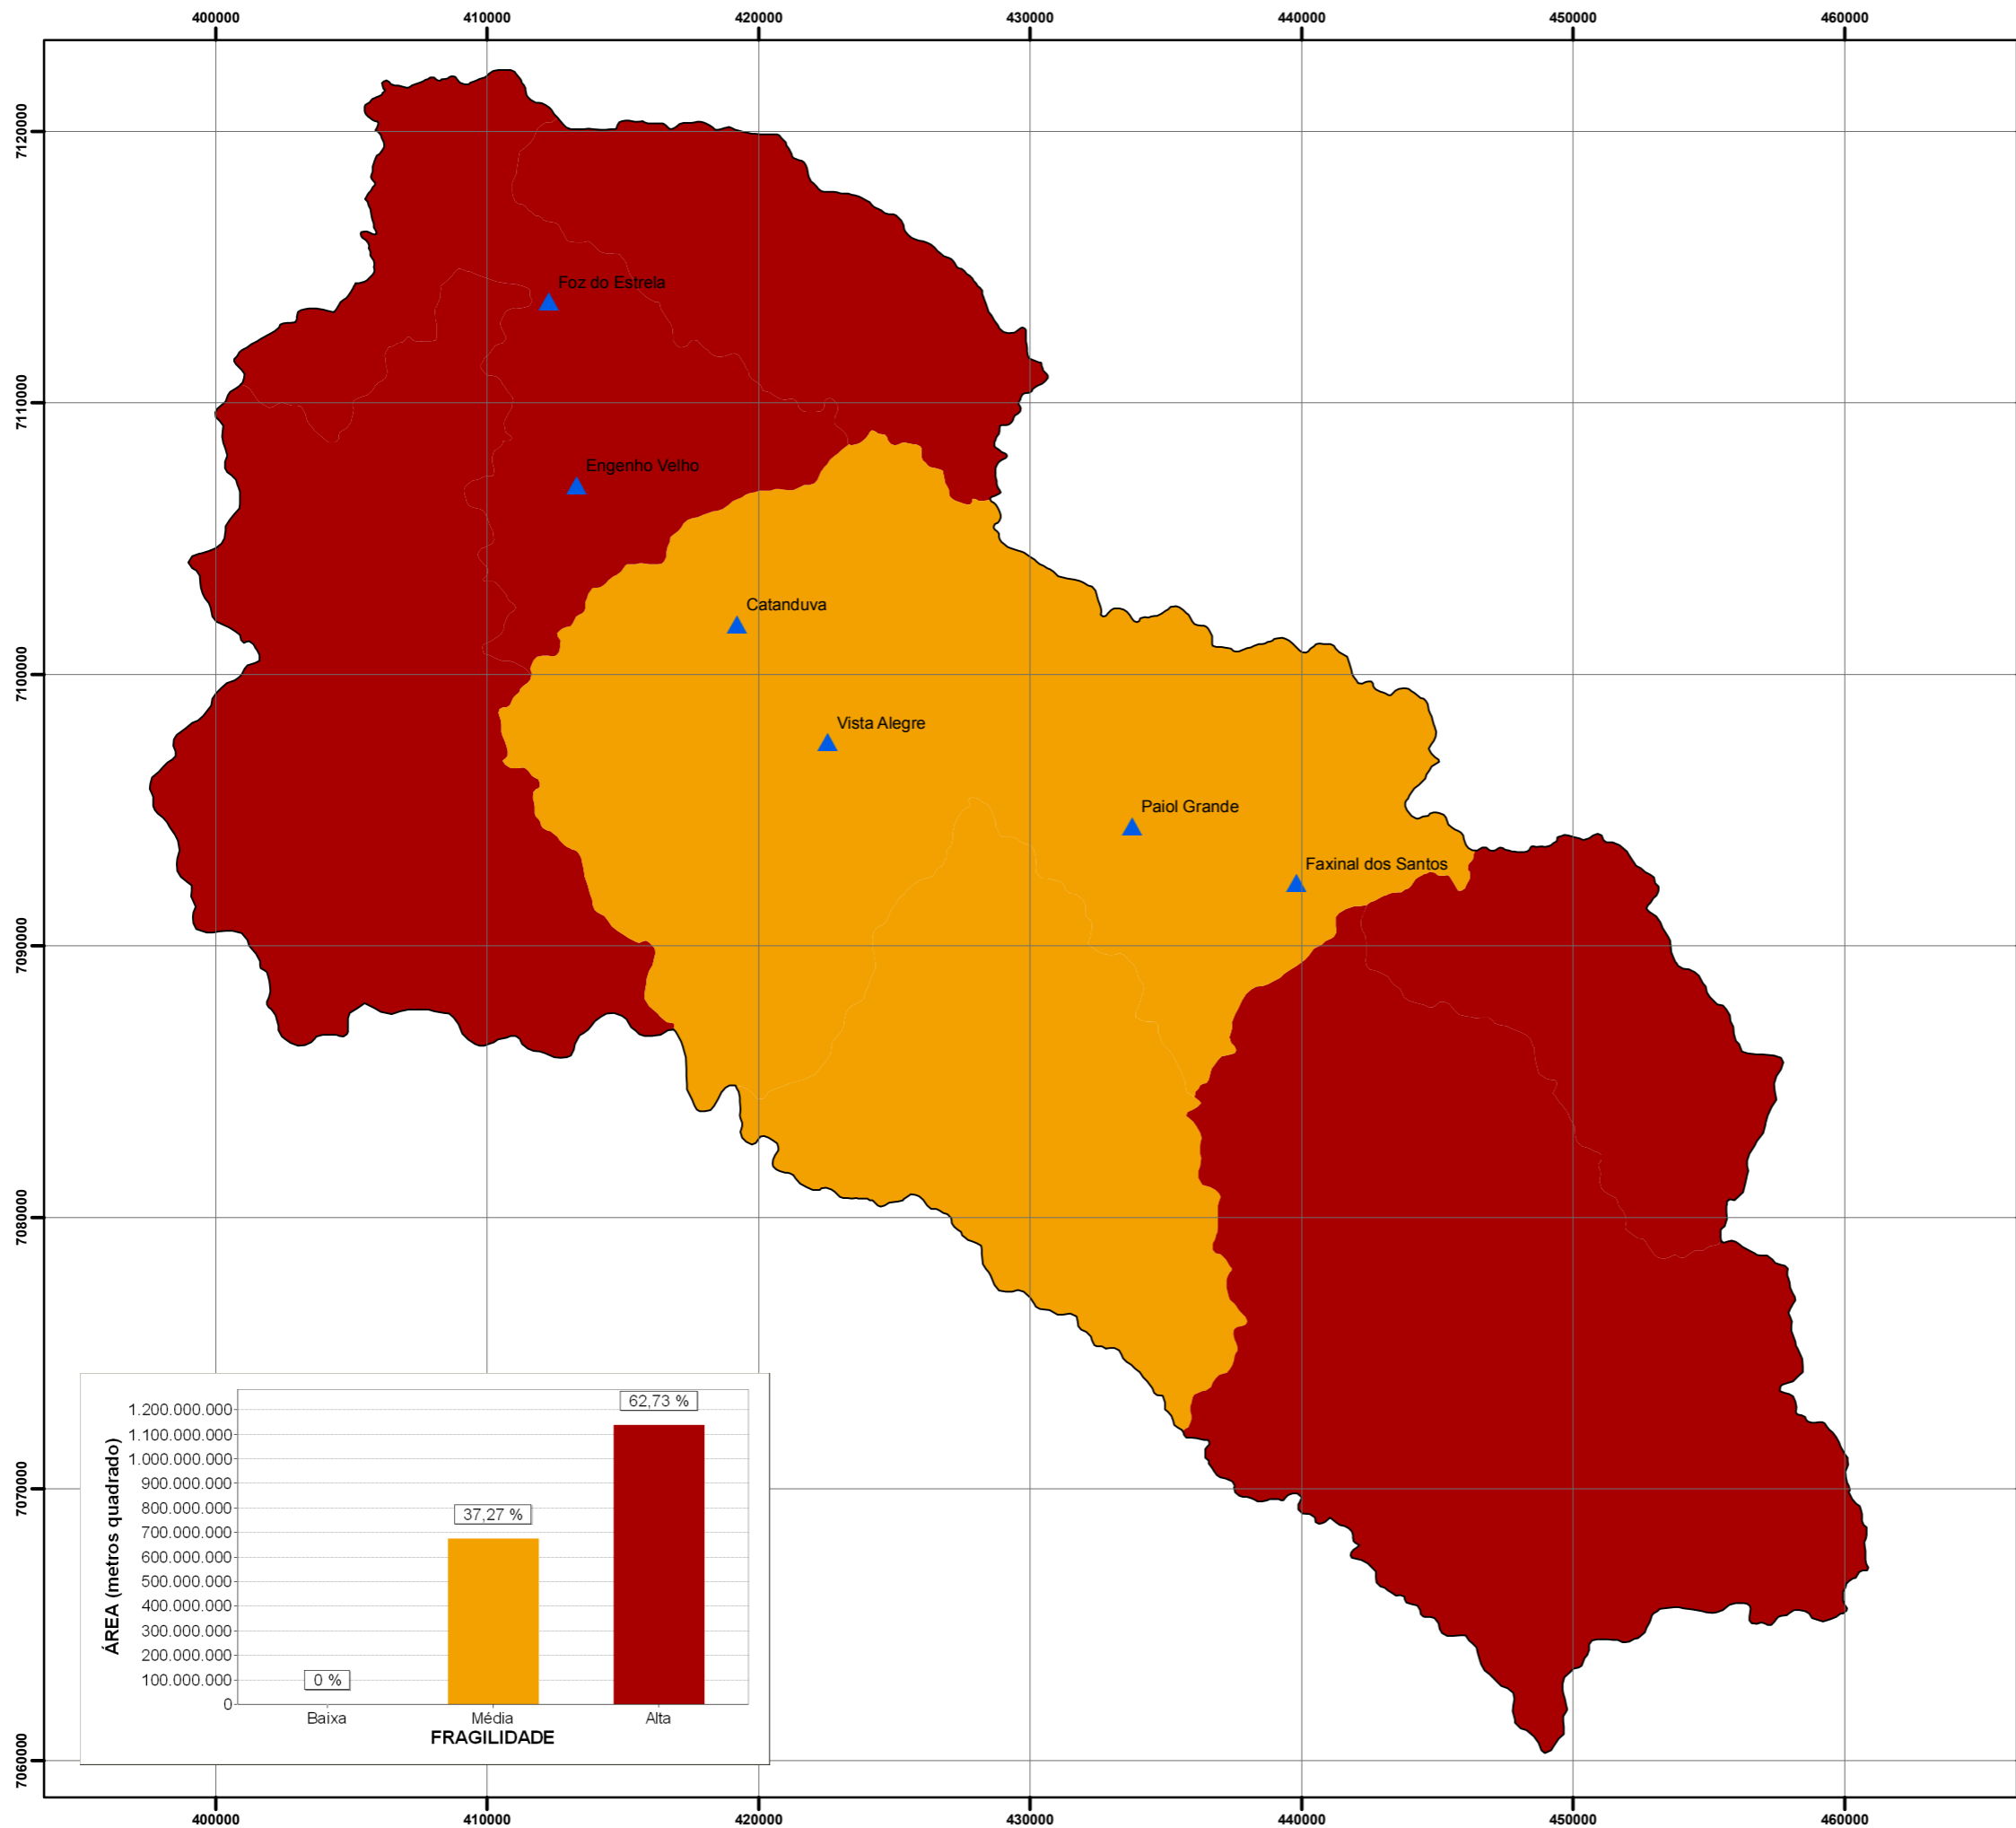 400000 410000 420000 430000 440000 450000 460000
7120000
Foz do Estrela
7110000
Engenho Velho
Catanduva
7100000
Vista Alegre
Paiol Grande
Faxinal dos Santos
7090000
7080000
7070000
7060000
ÁREA (metros quadrado)
62,73 %
1.200.000.000
1.100.000.000
1.000.000.000
900.000.000
800.000.000
37,27 %
700.000.000
600.000.000
500.000.000
400.000.000
300.000.000
200.000.000
100.000.000
0 %
0
Baixa Média Alta
FRAGILIDADE
400000 410000 420000 430000 440000 450000 460000